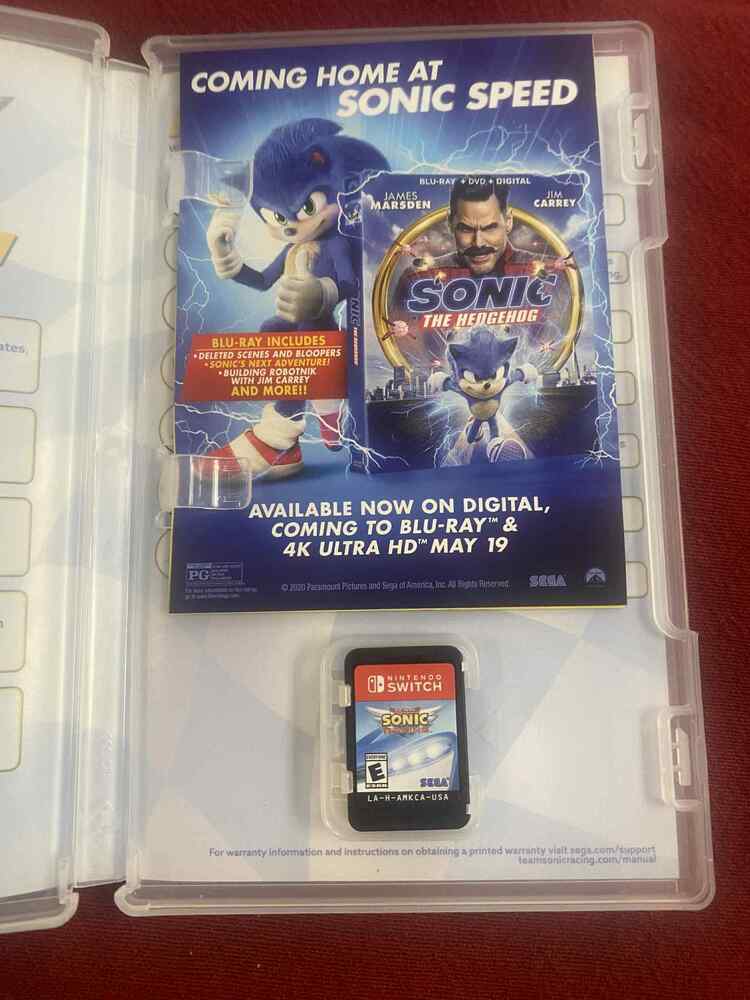 COMING HOME AT
SONIC SPEED
BLU-RAY + DVD + DIGITAL
JAMES
MARSDEN
JIM
CARREY
SONIC
THE HEDGEHOG
BLU-RAY INCLUDES
• DELETED SCENES AND BLOOPERS
• SONIC'S NEXT ADVENTURE!
• BUILDING ROBOTNIK
WITH JIM CARREY
AND MORE!!
AVAILABLE NOW ON DIGITAL,
COMING TO BLU-RAY™ &
4K ULTRA HD™ MAY 19
PG
© 2020 Paramount Pictures and Sega of America, Inc. All Rights Reserved.
SEGA
ates,
NINTENDO
SWITCH
SONIC
RACING
EVERYONE
E
ESRB
SEGA
LA-H-AMKCA-USA
For warranty information and instructions on obtaining a printed warranty visit sega.com/support
teamsonicracing.com/manual